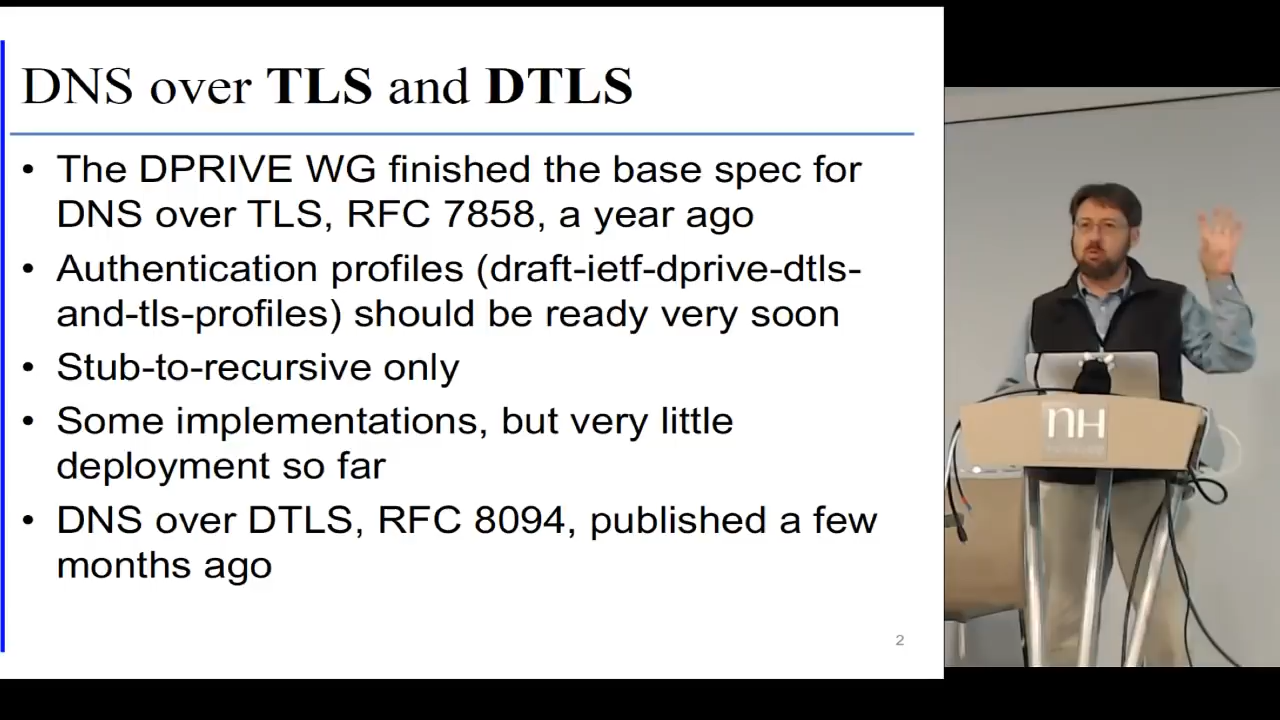 DNS over TLS and DTLS
• The DPRIVE WG finished the base spec for
DNS over TLS, RFC 7858, a year ago
• Authentication profiles (draft-ietf-dprive-dtls-
and-tls-profiles) should be ready very soon
• Stub-to-recursive only
• Some implementations, but very little
deployment so far
• DNS over DTLS, RFC 8094, published a few
months ago
2
nH